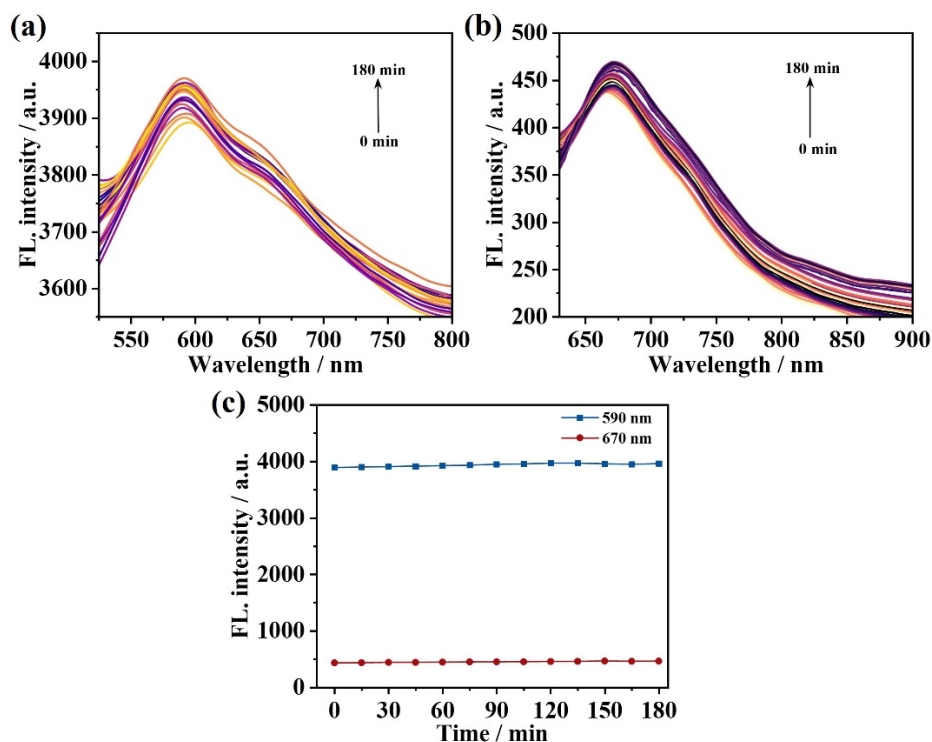 (a)
FL. intensity / a.u.
4000
3900
3800
3700
3600
180 min
0 min
550 600 650 700 750 800
Wavelength / nm
(b)
FL. intensity / a.u.
500
450
400
350
300
250
200
180 min
0 min
650 700 750 800 850 900
Wavelength / nm
(c)
FL. intensity / a.u.
5000
4000
3000
2000
1000
0
590 nm
670 nm
0 30 60 90 120 150 180
Time / min